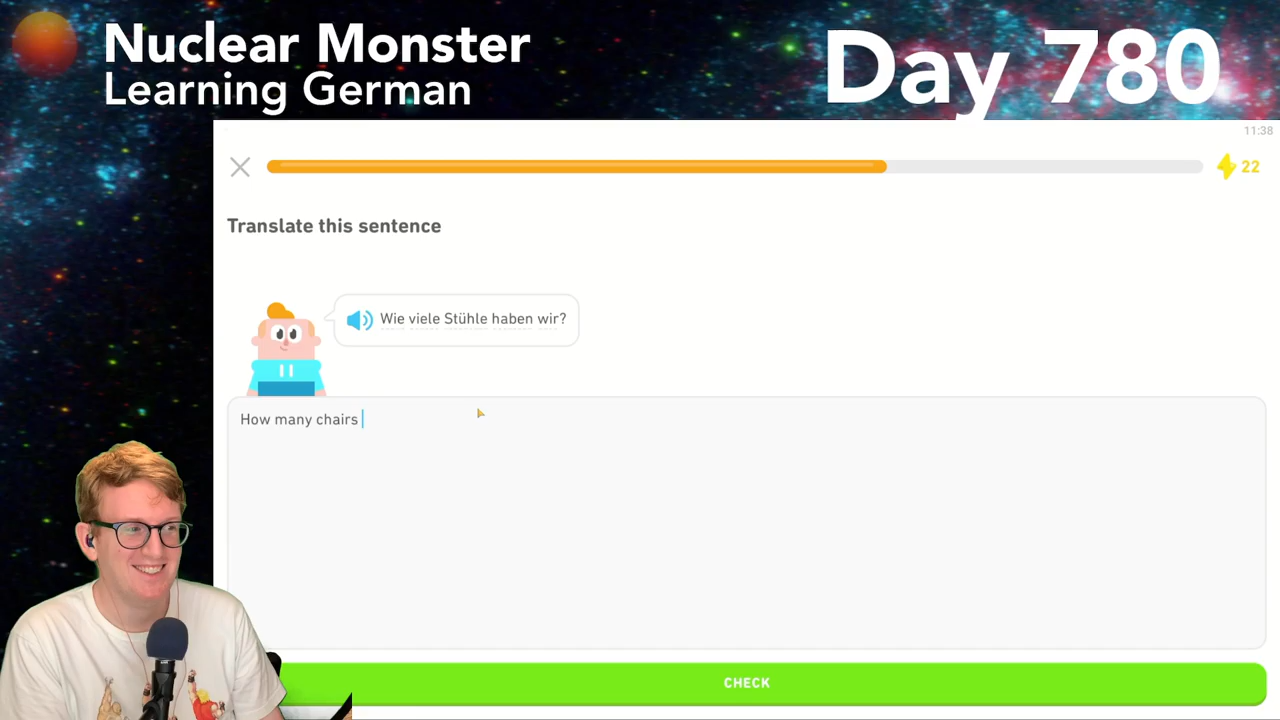 Nuclear Monster
Learning German
Day 780
11:38
22
Translate this sentence
Wie viele Stühle haben wir?
How many chairs
CHECK